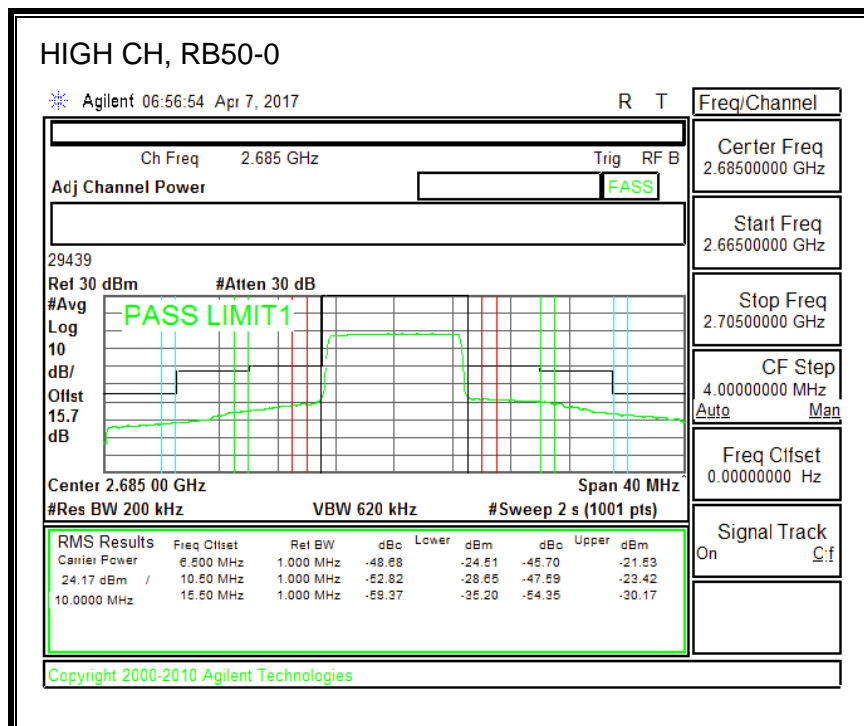 HIGH CH, RB50-0
Agilent 06:56:54 Apr 7, 2017 R T
Freq/Channel
Ch Freq 2.685 GHz Trig RF B
Adj Channel Power
PASS
Center Freq
2.68500000 GHz
Start Freq
2.66500000 GHz
Stop Freq
2.70500000 GHz
CF Step
4.00000000 MHz
Auto Man
Freq Offset
0.00000000 Hz
Signal Track
On Off
29439
Ref 30 dBm #Atten 30 dB
#Avg
Log
10
dB/
Offst
15.7
dB
PASS LIMIT1
Center 2.685 00 GHz Span 40 MHz
#Res BW 200 kHz VBW 620 kHz #Sweep 2 s (1001 pts)
RMS Results Freq Offset Ref BW dBc Lower dBm dBc Upper dBm
Carrier Power 6.500 MHz 1.000 MHz -48.68 -24.51 -45.70 -21.53
24.17 dBm / 10.50 MHz 1.000 MHz -52.82 -28.65 -47.59 -23.42
10.0000 MHz 15.50 MHz 1.000 MHz -59.37 -35.20 -54.35 -30.17
Copyright 2000-2010 Agilent Technologies